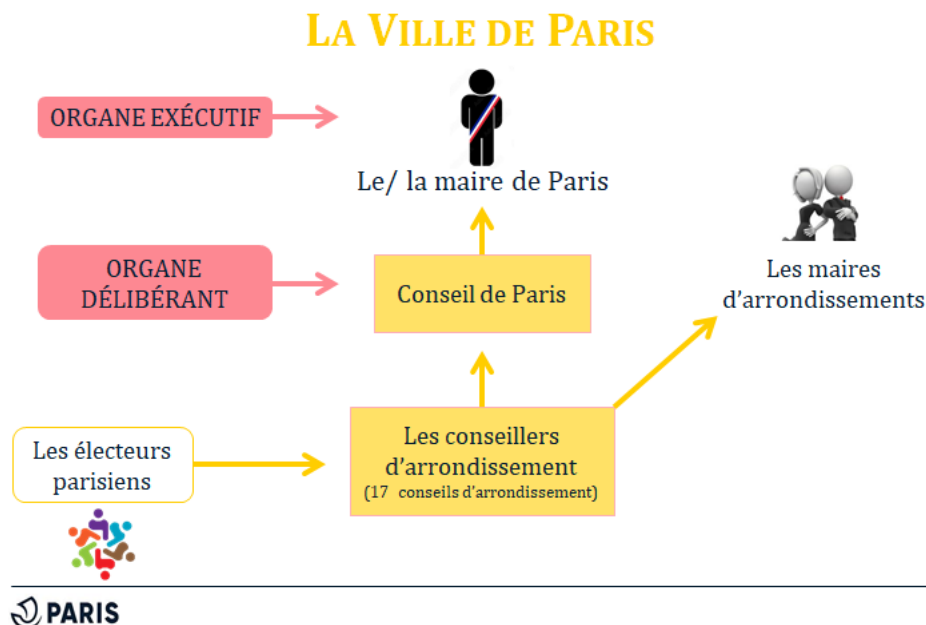 LA VILLE DE PARIS
ORGANE EXÉCUTIF
Le/ la maire de Paris
ORGANE
DÉLIBÉRANT
Conseil de Paris
Les maires
d'arrondissements
Les électeurs
parisiens
Les conseillers
d'arrondissement
(17 conseils d'arrondissement)
PARIS